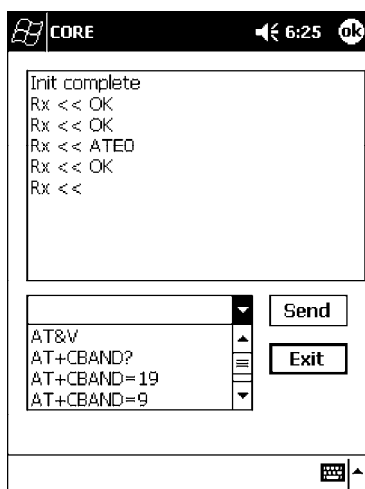 CORE 6:25 ok
Init complete
Rx << OK
Rx << OK
Rx << ATE0
Rx << OK
Rx <<
Send
AT&V
AT+CBAND?
AT+CBAND=19
AT+CBAND=9
Exit